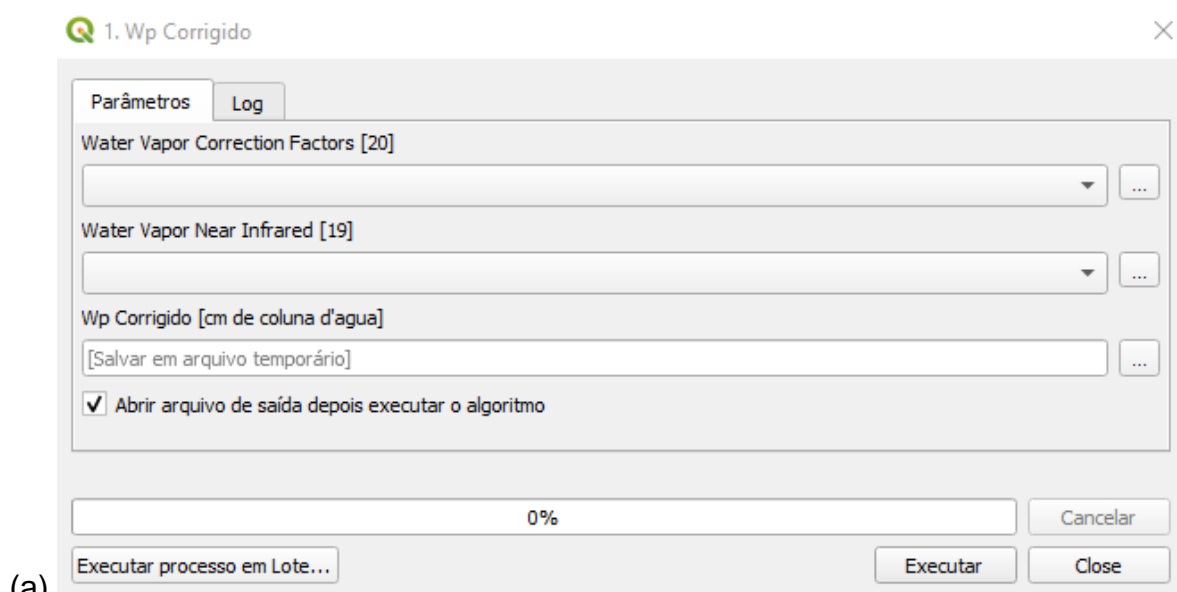 1. Wp Corrigido
Parâmetros Log
Water Vapor Correction Factors [20]
...
Water Vapor Near Infrared [19]
...
Wp Corrigido [cm de coluna d'agua]
[Salvar em arquivo temporário] ...
Abrir arquivo de saída depois executar o algoritmo
0% Cancelar
Executar processo em Lote... Executar Close
(a)